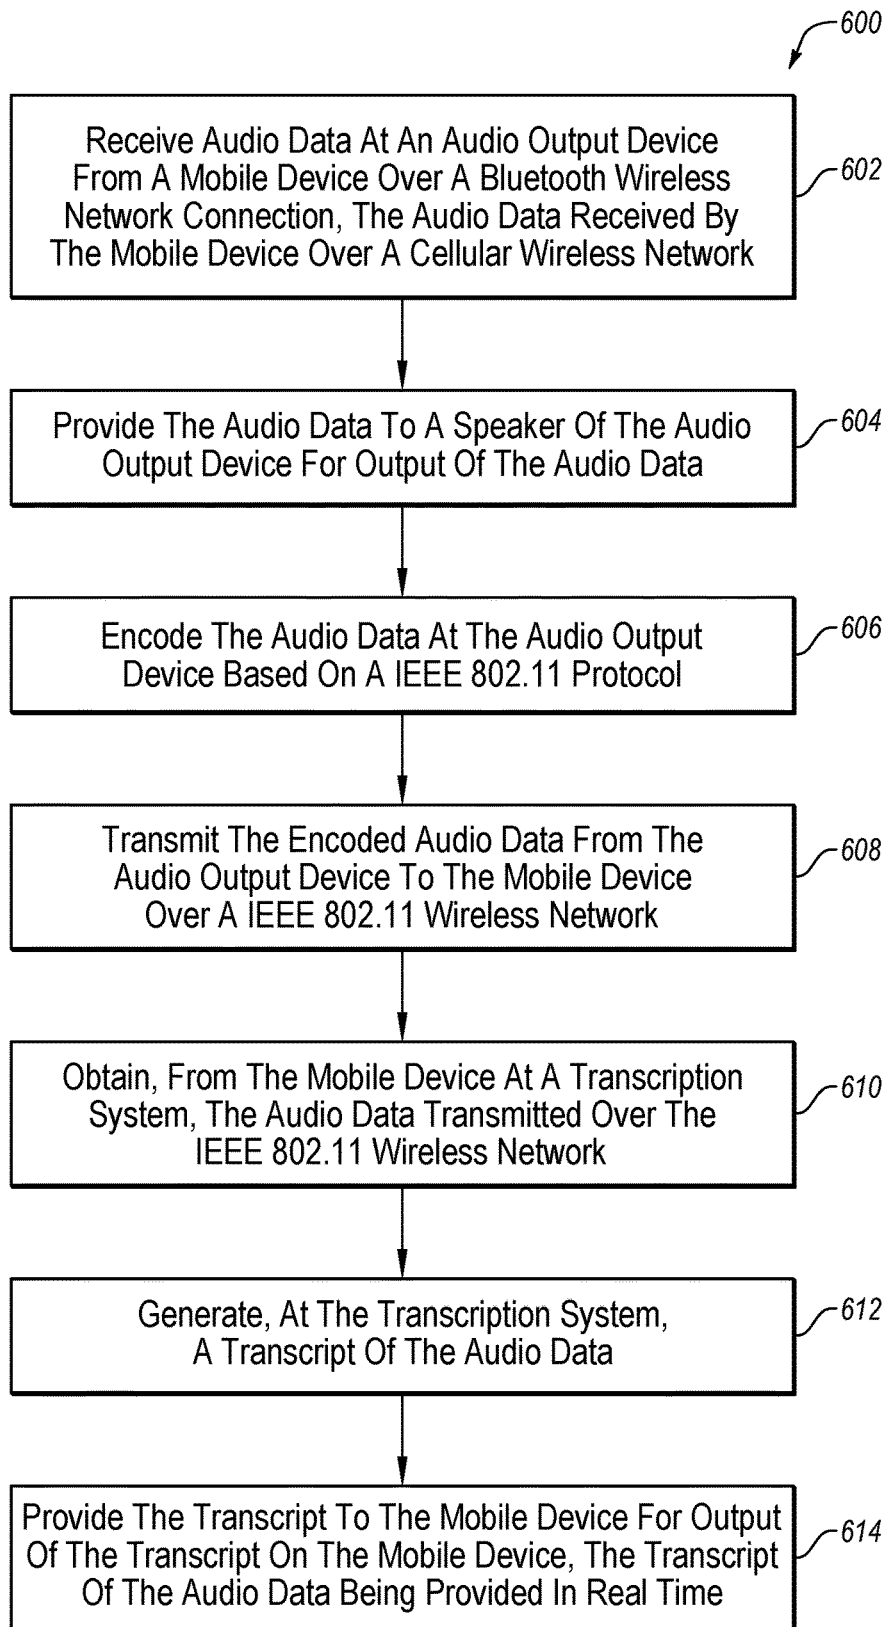 600
Receive Audio Data At An Audio Output Device
From A Mobile Device Over A Bluetooth Wireless
Network Connection, The Audio Data Received By
The Mobile Device Over A Cellular Wireless Network
602
Provide The Audio Data To A Speaker Of The Audio
Output Device For Output Of The Audio Data
604
Encode The Audio Data At The Audio Output
Device Based On A IEEE 802.11 Protocol
606
Transmit The Encoded Audio Data From The
Audio Output Device To The Mobile Device
Over A IEEE 802.11 Wireless Network
608
Obtain, From The Mobile Device At A Transcription
System, The Audio Data Transmitted Over The
IEEE 802.11 Wireless Network
610
Generate, At The Transcription System,
A Transcript Of The Audio Data
612
Provide The Transcript To The Mobile Device For Output
Of The Transcript On The Mobile Device, The Transcript
Of The Audio Data Being Provided In Real Time
614